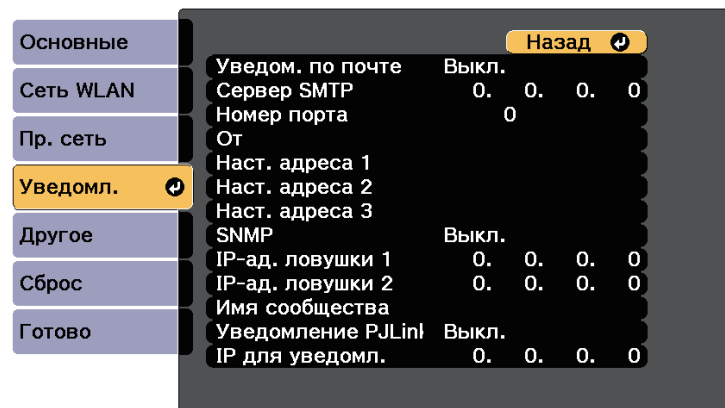 Основные
Сеть WLAN
Пр. сеть
Уведомл.
Другое
Сброс
Готово
Назад
Уведом. по почте Выкл.
Сервер SMTP 0. 0. 0. 0
Номер порта 0
От
Наст. адреса 1
Наст. адреса 2
Наст. адреса 3
SNMP Выкл.
IP-ад. ловушки 1 0. 0. 0. 0
IP-ад. ловушки 2 0. 0. 0. 0
Имя сообщества
Уведомление PJLink Выкл.
IP для уведомл. 0. 0. 0. 0